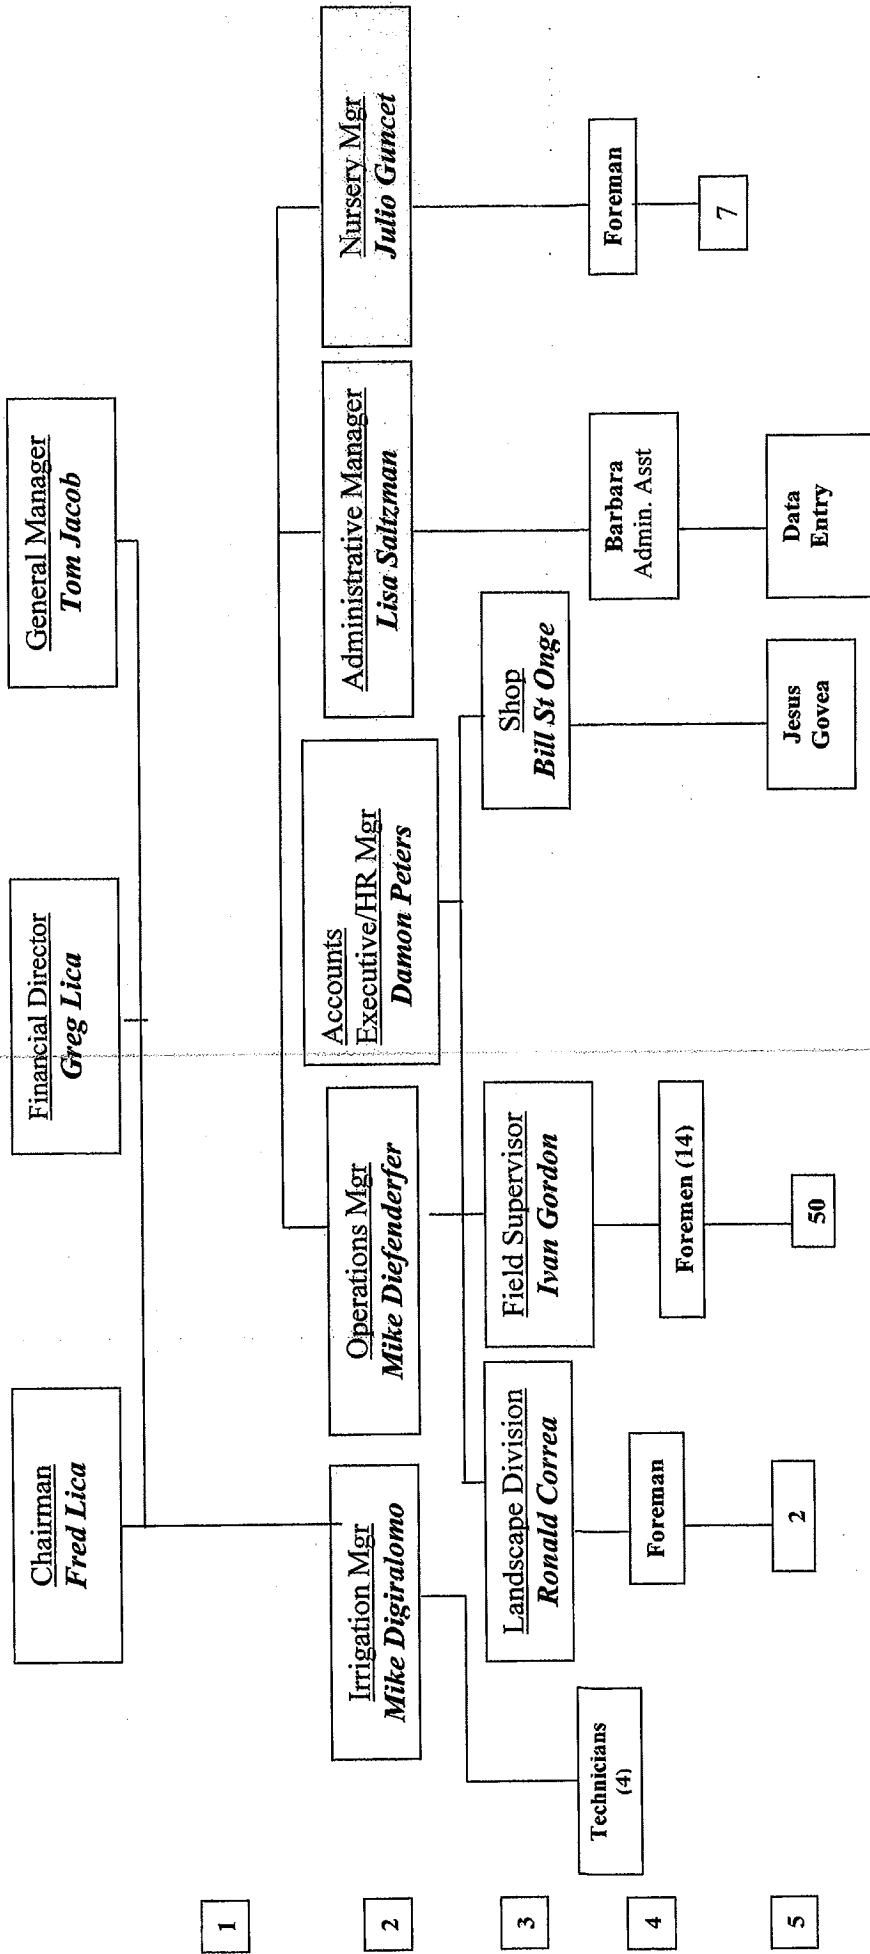 Chairman
Fred Lica
Financial Director
Greg Lica
General Manager
Tom Jacob
1
2
Irrigation Mgr
Mike Digiralomo
Operations Mgr
Mike Diefenderfer
Accounts
Executive/HR Mgr
Damon Peters
Administrative Manager
Lisa Saltzman
Nursery Mgr
Julio Guncet
3
Landscape Division
Ronald Correa
Field Supervisor
Ivan Gordon
Shop
Bill St Onge
4
Technicians
(4)
Foreman
Foremen (14)
Barbara
Admin. Asst
Foreman
7
5
2
50
Jesus
Govea
Data
Entry